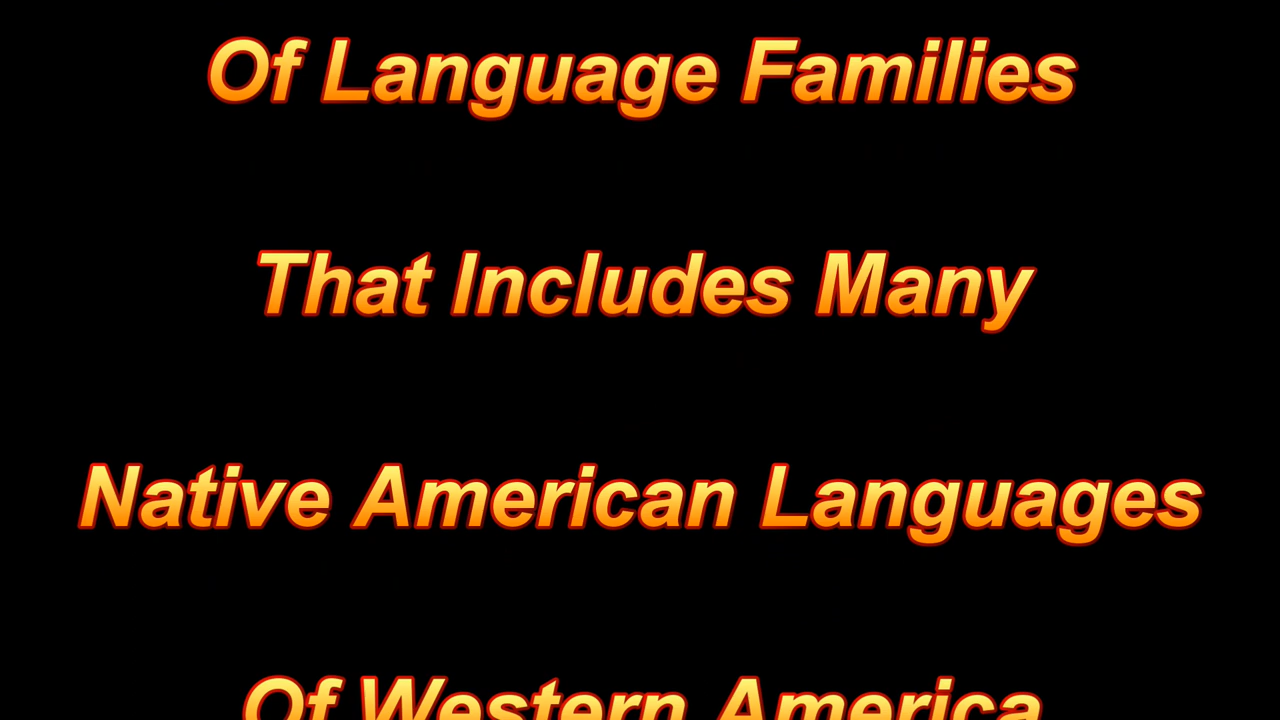 Of Language Families
That Includes Many
Native American Languages
Of Western America